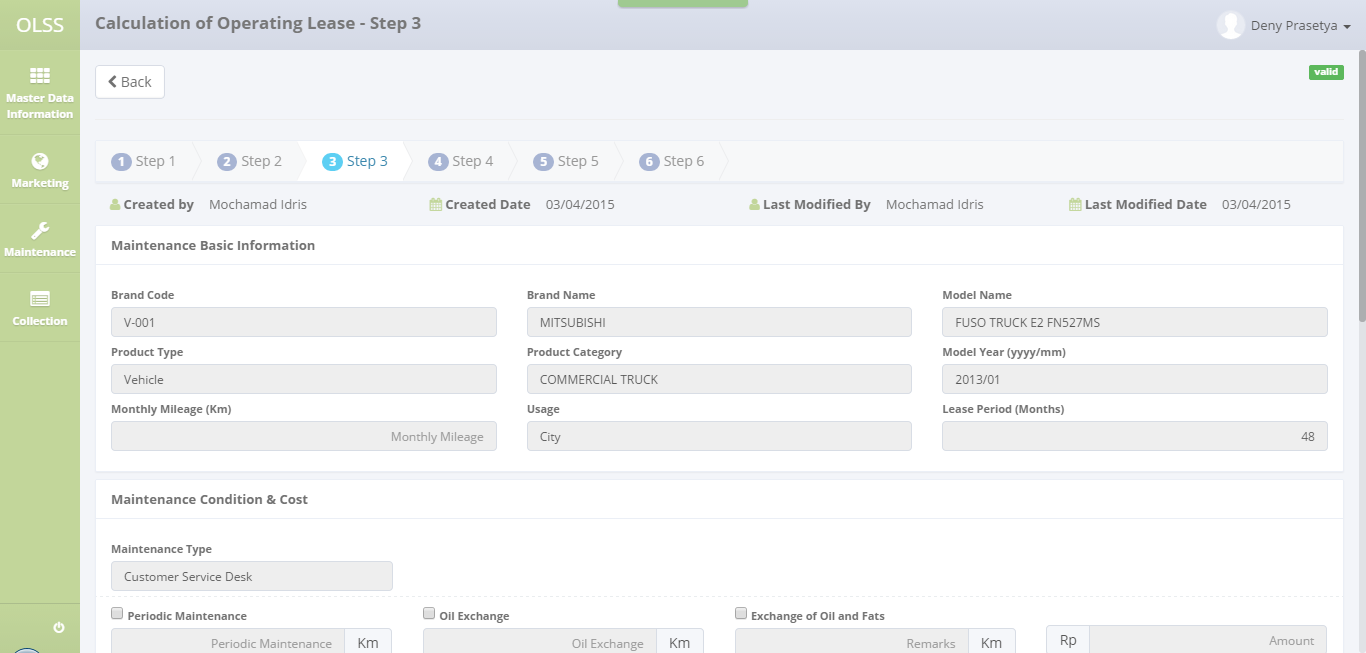 OLSS
Calculation of Operating Lease - Step 3
Deny Prasetya
Master Data
Information
Marketing
Maintenance
Collection
Back
valid
1 Step 1 2 Step 2 3 Step 3 4 Step 4 5 Step 5 6 Step 6
Created by Mochamad Idris Created Date 03/04/2015 Last Modified By Mochamad Idris Last Modified Date 03/04/2015
Maintenance Basic Information
Brand Code Brand Name Model Name
V-001 MITSUBISHI FUSO TRUCK E2 FN527MS
Product Type Product Category Model Year (yyyy/mm)
Vehicle COMMERCIAL TRUCK 2013/01
Monthly Mileage (Km) Usage Lease Period (Months)
Monthly Mileage City 48
Maintenance Condition & Cost
Maintenance Type
Customer Service Desk
Periodic Maintenance Oil Exchange Exchange of Oil and Fats
Periodic Maintenance Km Oil Exchange Km Remarks Km Rp Amount